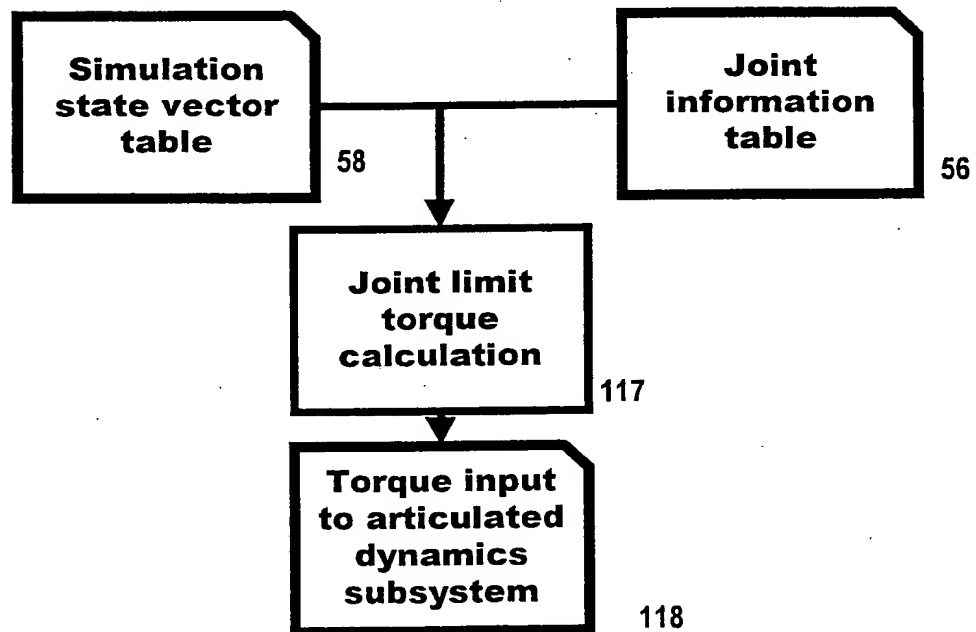 Simulation
state vector
table
58
Joint
information
table
56
Joint limit
torque
calculation
117
Torque input
to articulated
dynamics
subsystem
118